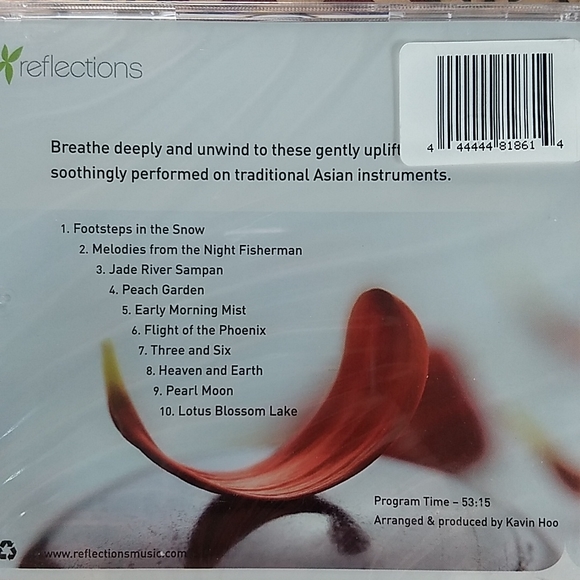 reflections
4 44444 81861 4
Breathe deeply and unwind to these gently
soothingly performed on traditional Asian instruments.
1. Footsteps in the Snow
2. Melodies from the Night Fisherman
3. Jade River Sampan
4. Peach Garden
5. Early Morning Mist
6. Flight of the Phoenix
7. Three and Six
8. Heaven and Earth
9. Pearl Moon
10. Lotus Blossom Lake
Program Time – 53:15
Arranged & produced by Kavin Hoo
www.reflectionsmusic.com